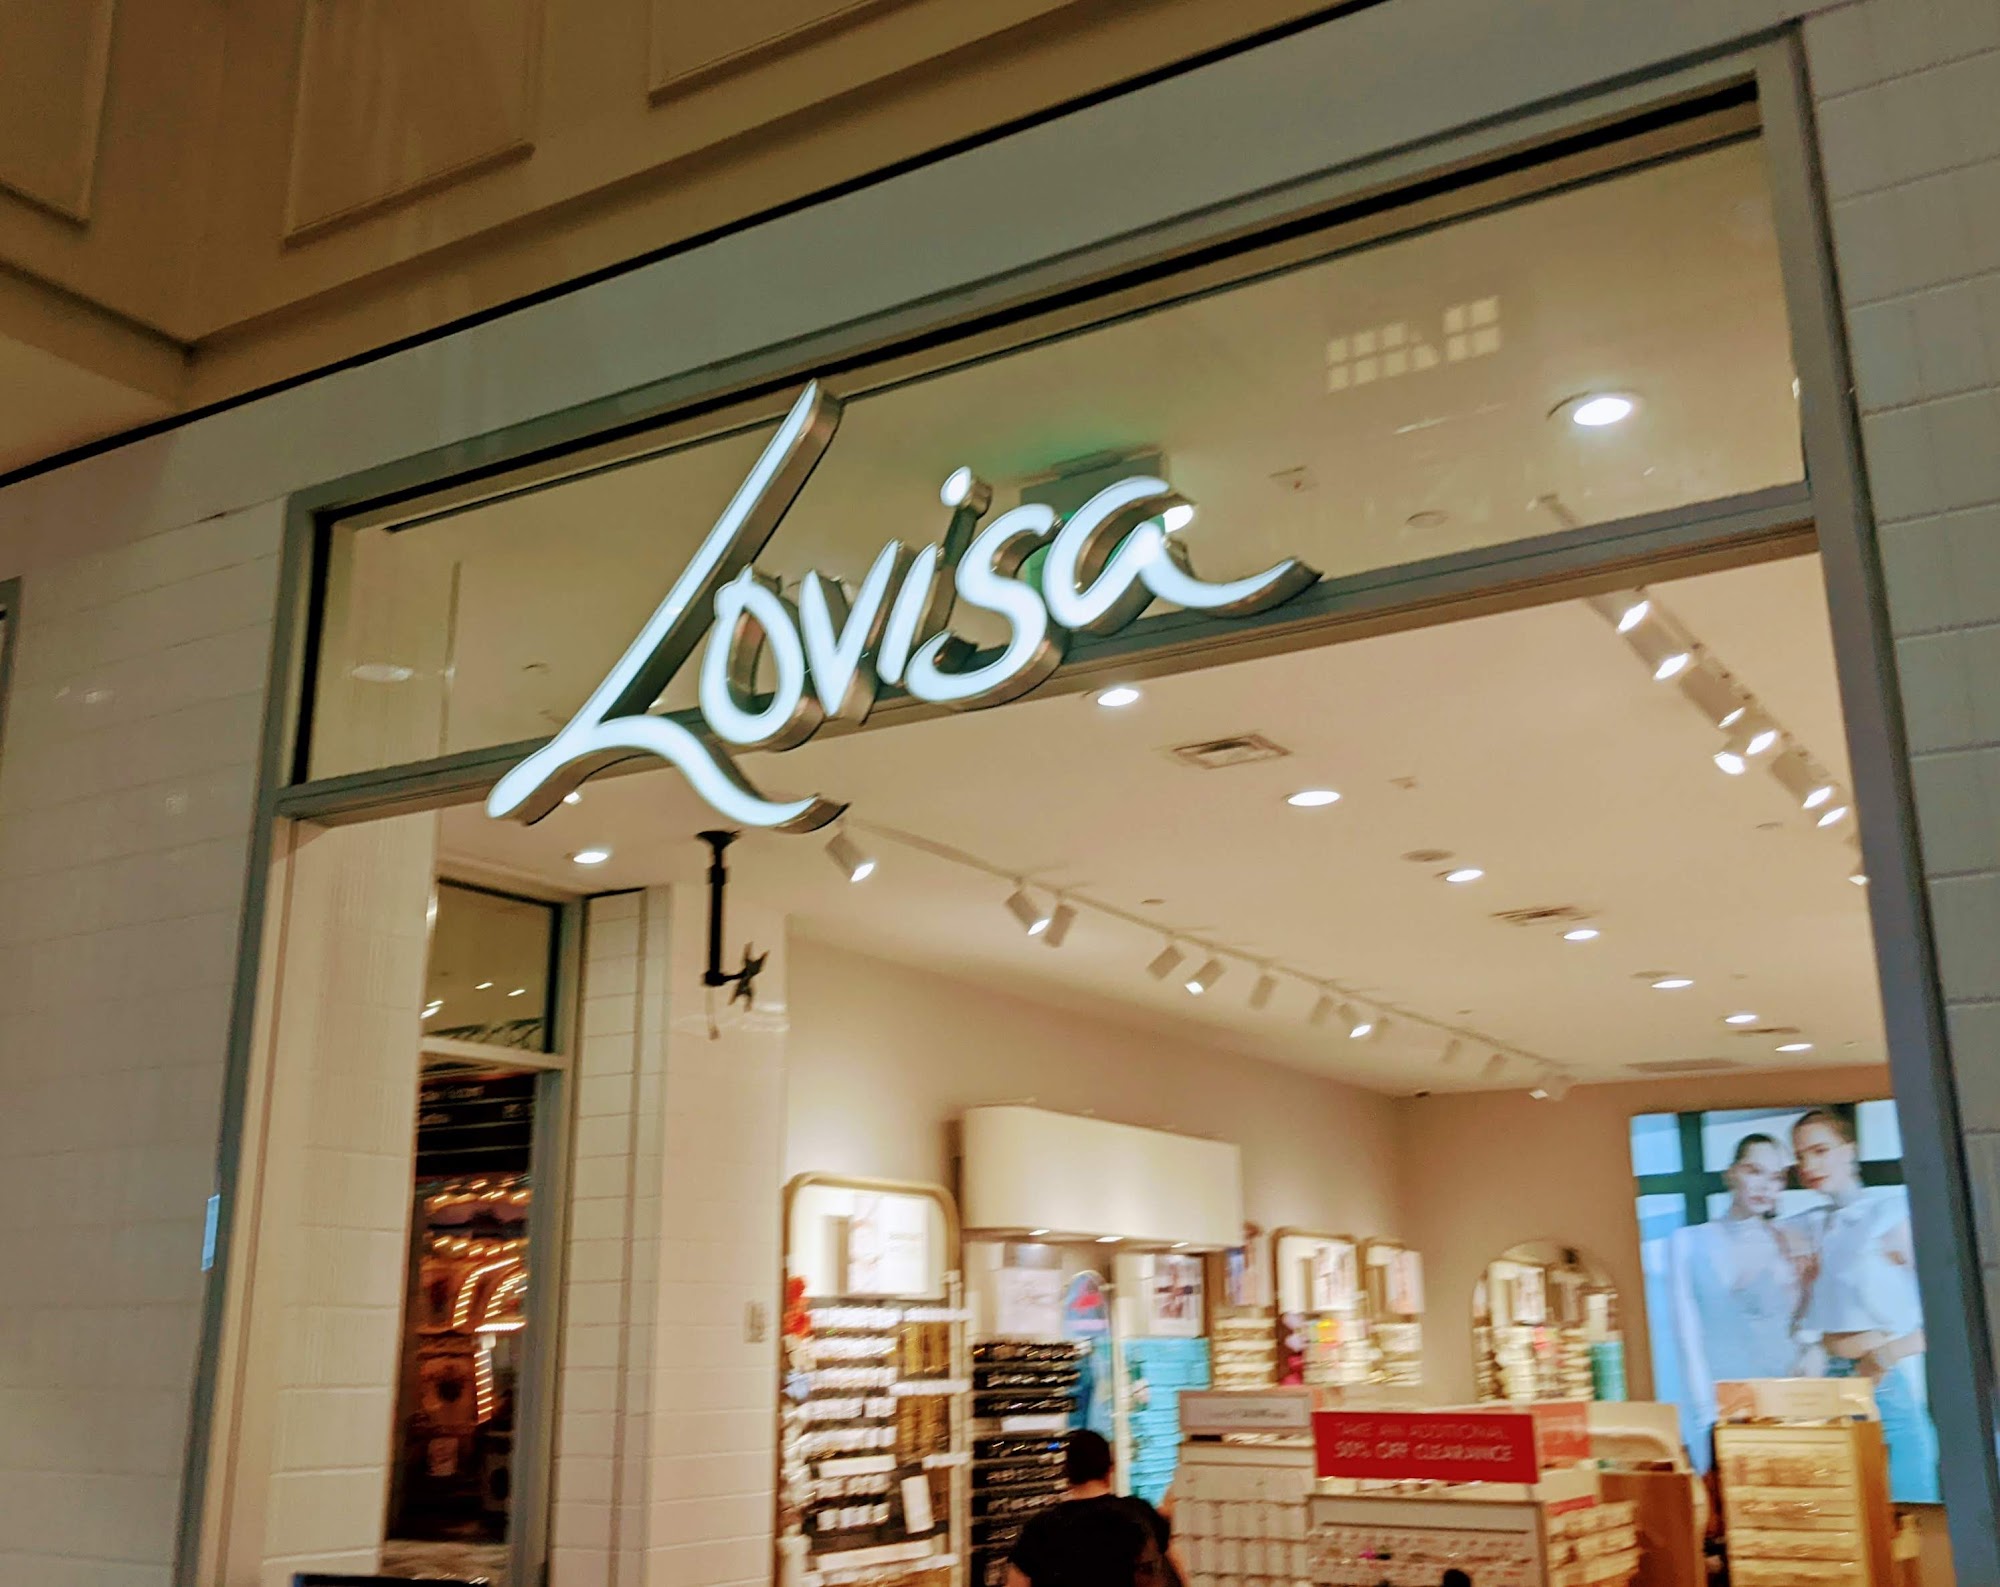 Lovisa
TAKE AN ADDITIONAL
50% OFF CLEARANCE